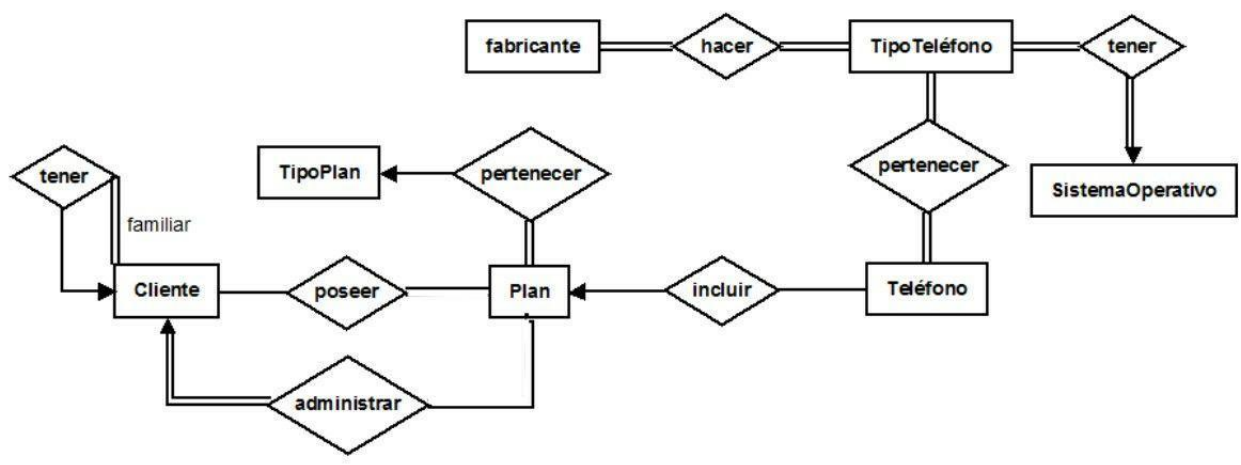 fabricante
hacer
TipoTeléfono
tener
TipoPlan
pertenecer
pertenecer
tener
SistemaOperativo
familiar
Cliente
poseer
Plan
incluir
Teléfono
administrar